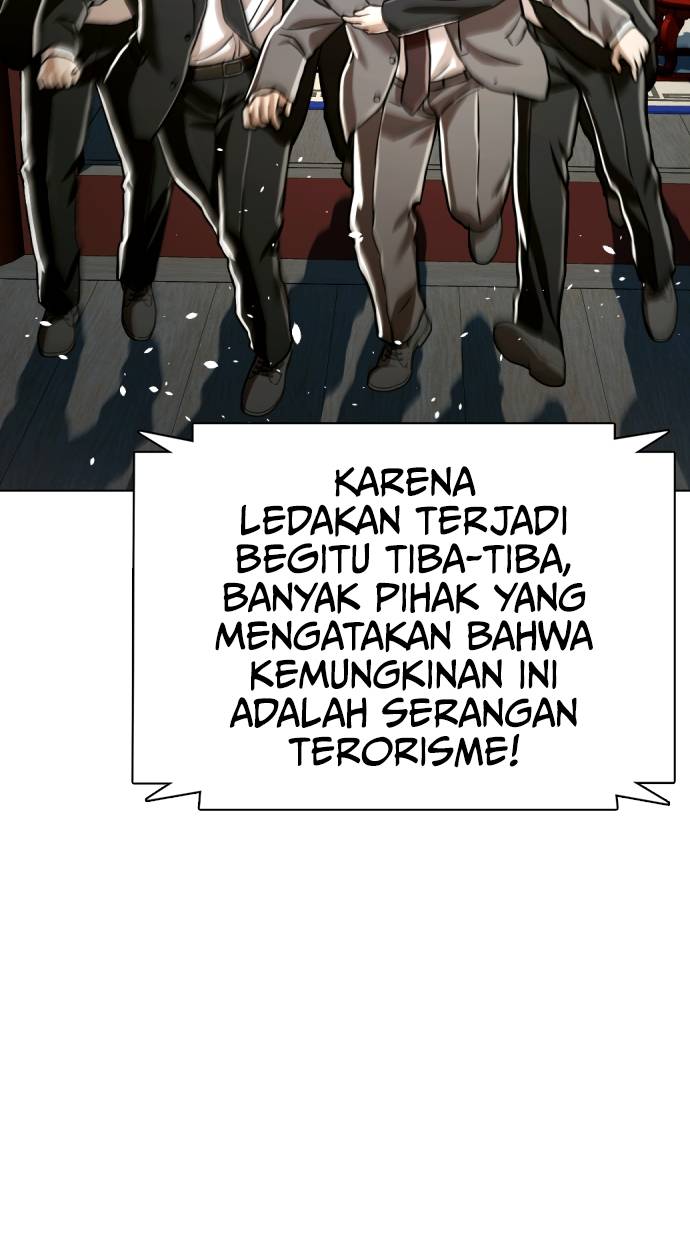 KARENA
LEDAKAN TERJADI
BEGITU TIBA-TIBA,
BANYAK PIHAK YANG
MENGATAKAN BAHWA
KEMUNGKINAN INI
ADALAH SERANGAN
TERORISME!